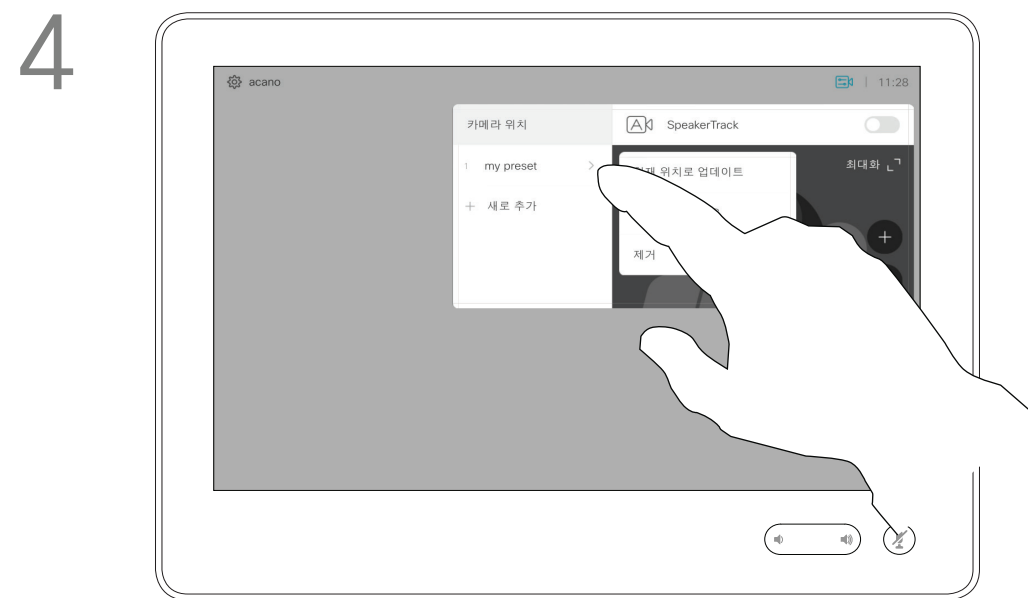 4
acano
11:28
카메라 위치
SpeakerTrack
1 my preset
위치로 업데이트
최대화
+ 새로 추가
제거